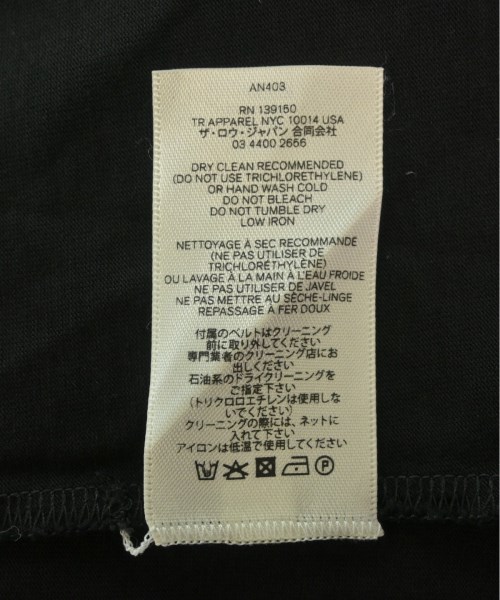 AN403
RN 139150
TR APPAREL NYC 10014 USA
ザ・ロウ・ジャパン 合同会社
03 4400 2656
DRY CLEAN RECOMMENDED
(DO NOT USE TRICHLORETHYLENE)
OR HAND WASH COLD
DO NOT BLEACH
DO NOT TUMBLE DRY
LOW IRON
NETTOYAGE À SEC RECOMMANDE
(NE PAS UTILISER DE
TRICHLORÉTHYLÈNE)
OU LAVAGE À LA MAIN À L'EAU FROIDE
NE PAS UTILISER DE JAVEL
NE PAS METTRE AU SÈCHE-LINGE
REPASSAGE À FER DOUX
付属のベルトはクリーニング
前に取り外してください
専門業者のクリーニング店にお
出しください
石油系のドライクリーニングを
ご指定下さい
(トリクロロエチレンは使用しな
いでください)
クリーニングの際には、ネットに
入れて下さい
アイロンは低温で使用して下さい
P